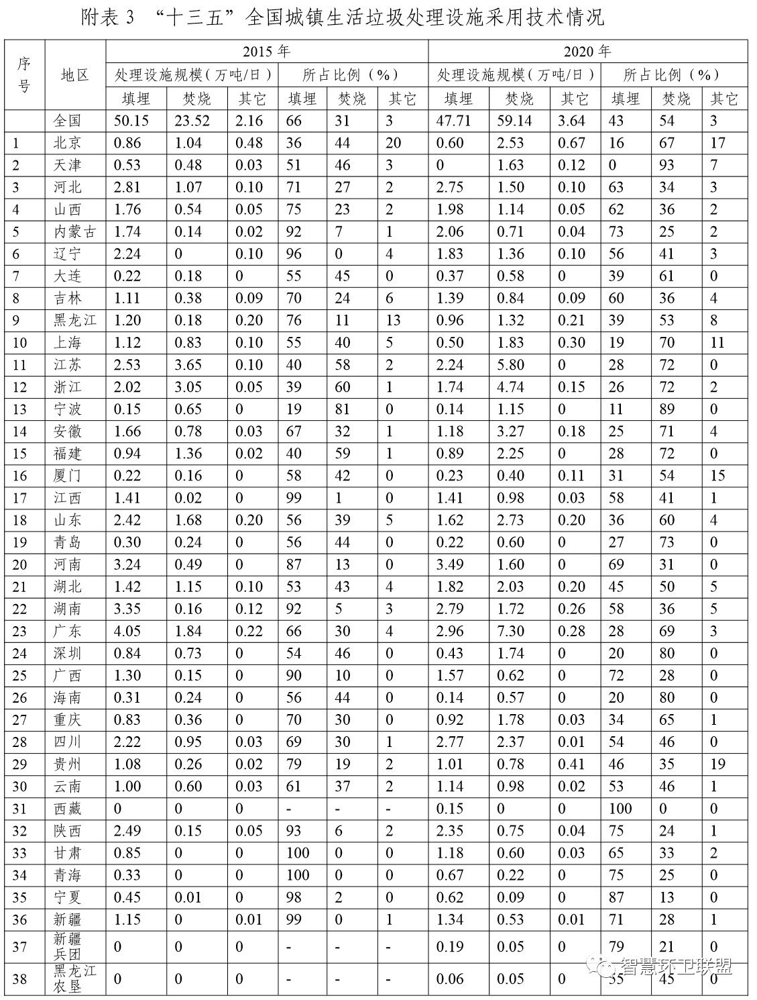 附表 3 “十三五”全国城镇生活垃圾处理设施采用技术情况
序号 地区 2015 年 2020 年
处理设施规模(万吨/日) 所占比例(%) 处理设施规模(万吨/日) 所占比例(%)
填埋 焚烧 其它 填埋 焚烧 其它 填埋 焚烧 其它 填埋 焚烧 其它
全国 50.15 23.52 2.16 66 31 3 47.71 59.14 3.64 43 54 3
1 北京 0.86 1.04 0.48 36 44 20 0.60 2.53 0.67 16 67 17
2 天津 0.53 0.48 0.03 51 46 3 0 1.63 0.12 0 93 7
3 河北 2.81 1.07 0.10 71 27 2 2.75 1.50 0.10 63 34 3
4 山西 1.76 0.54 0.05 75 23 2 1.98 1.14 0.05 62 36 2
5 内蒙古 1.74 0.14 0.02 92 7 1 2.06 0.71 0.04 73 25 2
6 辽宁 2.24 0 0.10 96 0 4 1.83 1.36 0.10 56 41 3
7 大连 0.22 0.18 0 55 45 0 0.37 0.58 0 39 61 0
8 吉林 1.11 0.38 0.09 70 24 6 1.39 0.84 0.09 60 36 4
9 黑龙江 1.20 0.18 0.20 76 11 13 0.96 1.32 0.21 39 53 8
10 上海 1.12 0.83 0.10 55 40 5 0.50 1.83 0.30 19 70 11
11 江苏 2.53 3.65 0.10 40 58 2 2.24 5.80 0 28 72 0
12 浙江 2.02 3.05 0.05 39 60 1 1.74 4.74 0.15 26 72 2
13 宁波 0.15 0.65 0 19 81 0 0.14 1.15 0 11 89 0
14 安徽 1.66 0.78 0.03 67 32 1 1.18 3.27 0.18 25 71 4
15 福建 0.94 1.36 0.02 40 59 1 0.89 2.25 0 28 72 0
16 厦门 0.22 0.16 0 58 42 0 0.23 0.40 0.11 31 54 15
17 江西 1.41 0.02 0 99 1 0 1.41 0.98 0.03 58 41 1
18 山东 2.42 1.68 0.20 56 39 5 1.62 2.73 0.20 36 60 4
19 青岛 0.30 0.24 0 56 44 0 0.22 0.60 0 27 73 0
20 河南 3.24 0.49 0 87 13 0 3.49 1.60 0 69 31 0
21 湖北 1.42 1.15 0.10 53 43 4 1.82 2.03 0.20 45 50 5
22 湖南 3.35 0.16 0.12 92 5 3 2.79 1.72 0.26 58 36 5
23 广东 4.05 1.84 0.22 66 30 4 2.96 7.30 0.28 28 69 3
24 深圳 0.84 0.73 0 54 46 0 0.43 1.74 0 20 80 0
25 广西 1.30 0.15 0 90 10 0 1.57 0.62 0 72 28 0
26 海南 0.31 0.24 0 56 44 0 0.14 0.57 0 20 80 0
27 重庆 0.83 0.36 0 70 30 0 0.92 1.78 0.03 34 65 1
28 四川 2.22 0.95 0.03 69 30 1 2.77 2.37 0.01 54 46 0
29 贵州 1.08 0.26 0.02 79 19 2 1.01 0.78 0.41 46 35 19
30 云南 1.00 0.60 0.03 61 37 2 1.14 0.98 0.02 53 46 1
31 西藏 0 0 0 - - - 0.15 0 0 100 0 0
32 陕西 2.49 0.15 0.05 93 6 2 2.35 0.75 0.04 75 24 1
33 甘肃 0.85 0 0 100 0 0 1.18 0.60 0.03 65 33 2
34 青海 0.33 0 0 100 0 0 0.67 0.22 0 75 25 0
35 宁夏 0.45 0.01 0 98 2 0 0.62 0.09 0 87 13 0
36 新疆 1.15 0 0.01 99 0 1 1.34 0.53 0.01 71 28 1
37 新疆兵团 0 0 0 - - - 0.19 0.05 0 79 21 0
38 黑龙江农垦 0 0 0 - - - 0.06 0.05 0 55 45 0
智慧环卫联盟